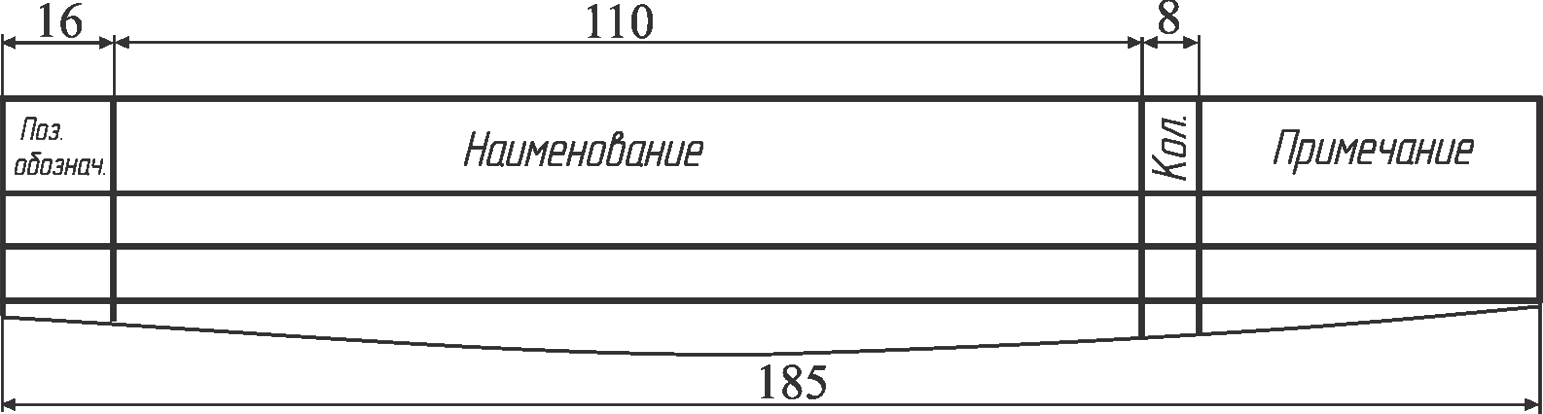 16 110 8
Поз.
обознач.
Наименование
Кол.
Примечание
185